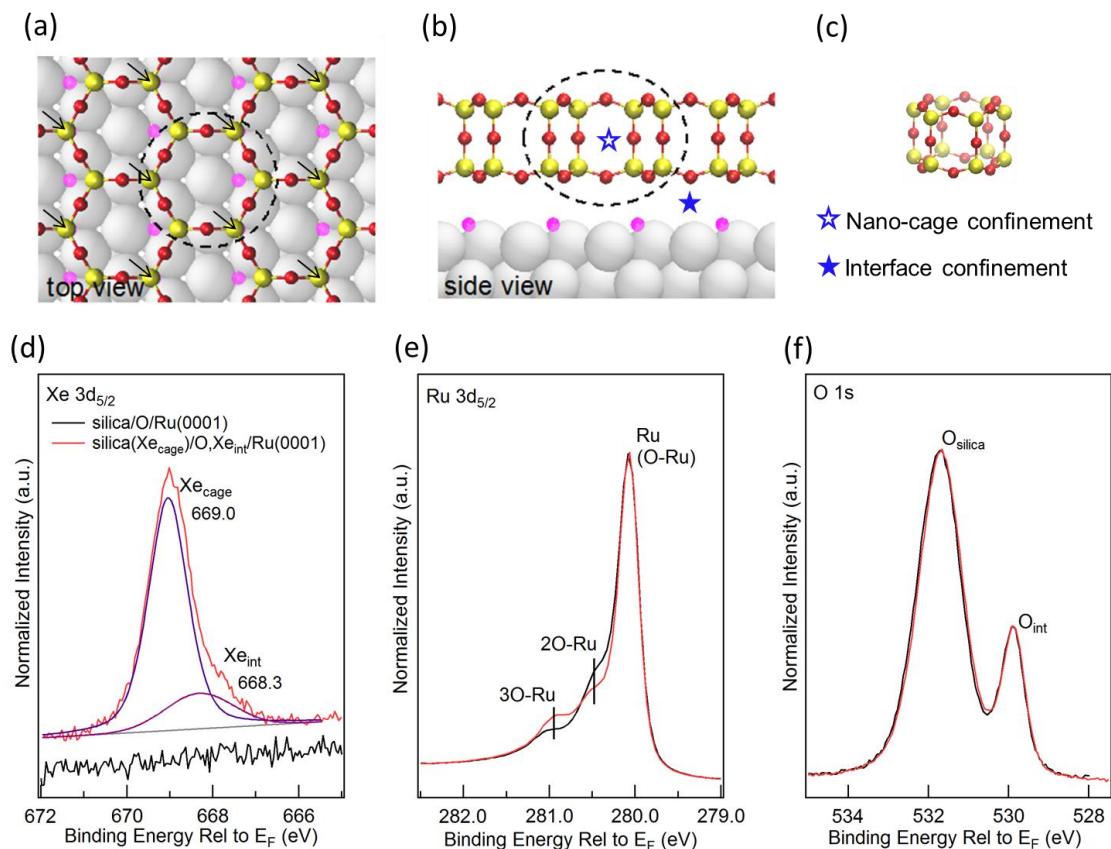 (a)
(b)
(c)
top view
side view
☆ Nano-cage confinement
★ Interface confinement
(d)
(e)
(f)
Xe 3d5/2
silica/O/Ru(0001)
silica(Xecage)/O,Xeint/Ru(0001)
Xecage
669.0
Xeint
668.3
Normalized Intensity (a.u.)
672 670 668 666
Binding Energy Rel to EF (eV)
Ru 3d5/2
Ru
(O-Ru)
2O-Ru
3O-Ru
Normalized Intensity (a.u.)
282.0 281.0 280.0 279.0
Binding Energy Rel to EF (eV)
O 1s
Osilica
Oint
Normalized Intensity (a.u.)
534 532 530 528
Binding Energy Rel to EF (eV)